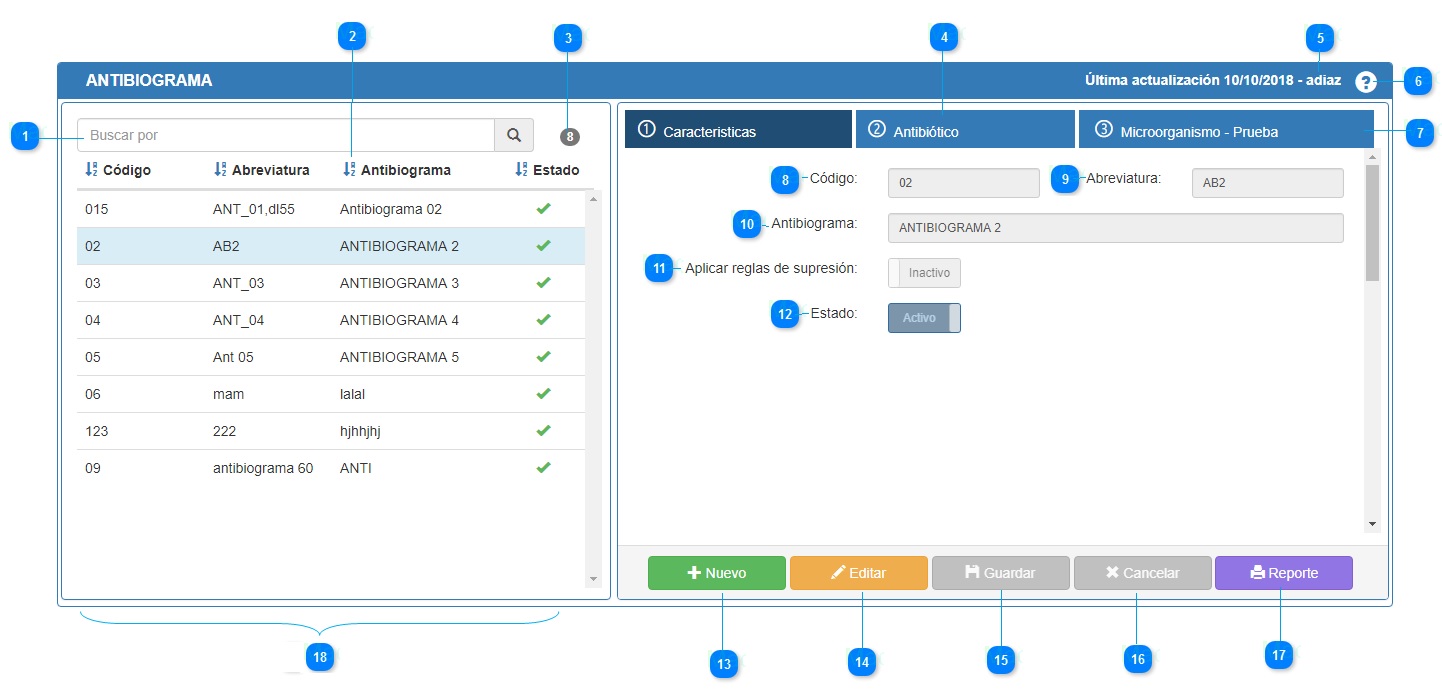 2
3
4
5
ANTIBIOGRAMA
Última actualización 10/10/2018 - adiaz
?
6
1
Buscar por
8
1 Caracteristicas
2 Antibiótico
3 Microorganismo - Prueba
7
Código Abreviatura Antibiograma Estado
015 ANT_01,dl55 Antibiograma 02
02 AB2 ANTIBIOGRAMA 2
03 ANT_03 ANTIBIOGRAMA 3
04 ANT_04 ANTIBIOGRAMA 4
05 Ant 05 ANTIBIOGRAMA 5
06 mam lalal
123 222 hjhhjhj
09 antibiograma 60 ANTI
8 Código: 02
9 Abreviatura: AB2
10 Antibiograma: ANTIBIOGRAMA 2
11 Aplicar reglas de supresión: Inactivo
12 Estado: Activo
Nuevo
Editar
Guardar
Cancelar
Reporte
18
13
14
15
16
17